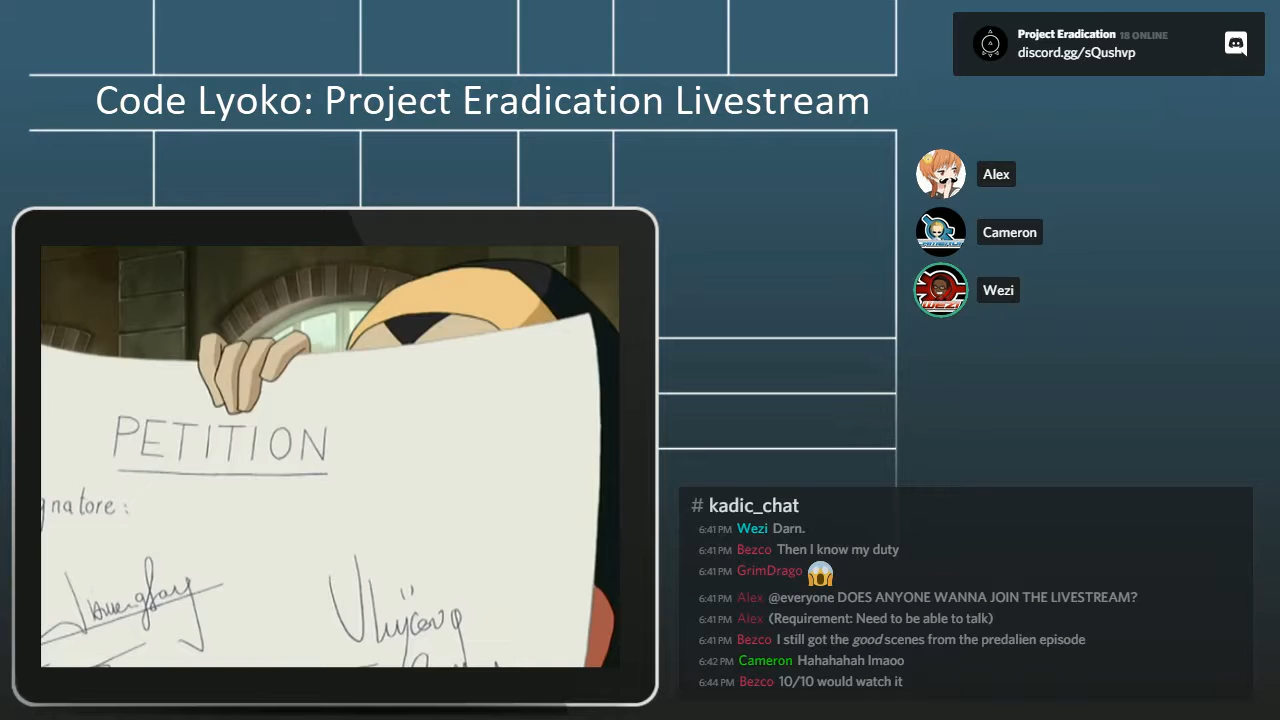 Project Eradication 18 ONLINE
discord.gg/sQushvp
Code Lyoko: Project Eradication Livestream
Alex
Cameron
Wezi
PETITION
gnatore:
# kadic_chat
6:41 PM Wezi Darn.
6:41 PM Bezco Then I know my duty
6:41 PM GrimDrago 😱
6:41 PM Alex @everyone DOES ANYONE WANNA JOIN THE LIVESTREAM?
6:41 PM Alex (Requirement: Need to be able to talk)
6:41 PM Bezco I still got the good scenes from the predalien episode
6:42 PM Cameron Hahahahah lmaoo
6:44 PM Bezco 10/10 would watch it